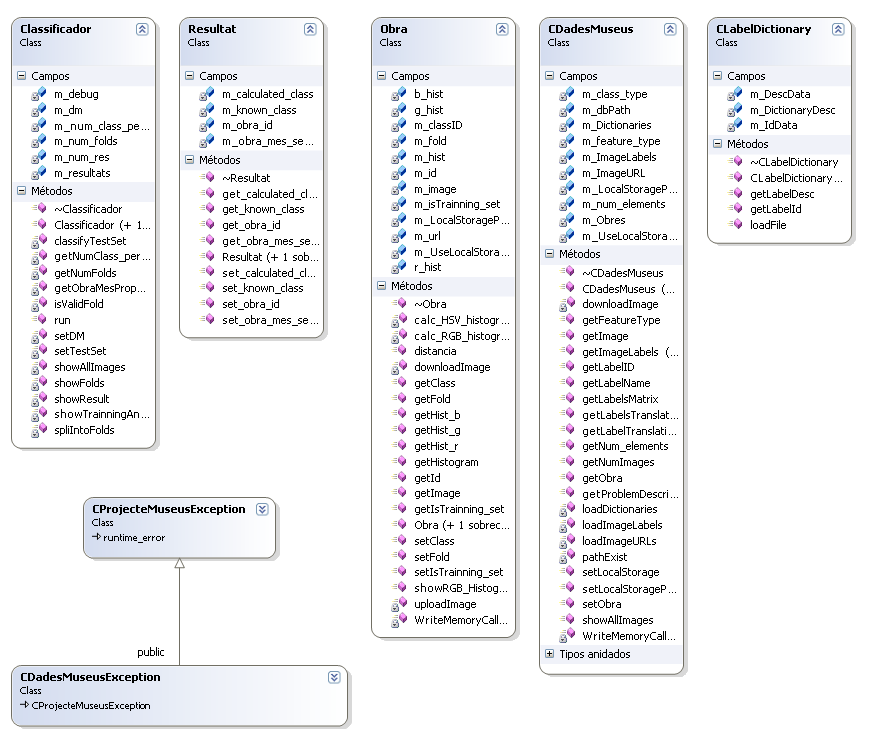 Classificador
Class
Campos
m_debug
m_dm
m_num_class_pe...
m_num_folds
m_num_res
m_resultats
Métodos
~Classificador
Classificador (+ 1...
classifyTestSet
getNumClass_per...
getNumFolds
getObraMesProp...
isValidFold
run
setDM
setTestSet
showAllImages
showFolds
showResult
showTrainningAn...
spliIntoFolds
Resultat
Class
Campos
m_calculated_class
m_known_class
m_obra_id
m_obra_mes_se...
Métodos
~Resultat
get_calculated_cl...
get_known_class
get_obra_id
get_obra_mes_se...
Resultat (+ 1 sob...
set_calculated_cl...
set_known_class
set_obra_id
set_obra_mes_se...
Obra
Class
Campos
b_hist
g_hist
m_classID
m_fold
m_hist
m_id
m_image
m_isTrainning_set
m_LocalStorageP...
m_url
m_UseLocalStora...
r_hist
Métodos
~Obra
calc_HSV_histogr...
calc_RGB_histogr...
distancia
downloadImage
getClass
getFold
getHist_b
getHist_g
getHist_r
getHistogram
getId
getImage
getIsTrainning_set
Obra (+ 1 sobrec...
setClass
setFold
setIsTrainning_set
showRGB_Histog...
uploadImage
WriteMemoryCall...
CDadesMuseus
Class
Campos
m_class_type
m_dbPath
m_Dictionaries
m_feature_type
m_ImageLabels
m_ImageURL
m_LocalStorageP...
m_num_elements
m_Obres
m_UseLocalStora...
Métodos
~CDadesMuseus
CDadesMuseus (...
downloadImage
getFeatureType
getImage
getImageLabels (...
getLabelID
getLabelName
getLabelsMatrix
getLabelsTranslat...
getLabelTranslati...
getNum_elements
getNumImages
getObra
getProblemDescri...
loadDictionaries
loadImageLabels
loadImageURLs
pathExist
setLocalStorage
setLocalStorageP...
setObra
showAllImages
WriteMemoryCall...
Tipos anidados
CLabelDictionary
Class
Campos
m_DescData
m_DictionaryDesc
m_IdData
Métodos
~CLabelDictionary
CLabelDictionary...
getLabelDesc
getLabelId
loadFile
CProjecteMuseusException
Class
runtime_error
public
CDadesMuseusException
Class
CProjecteMuseusException